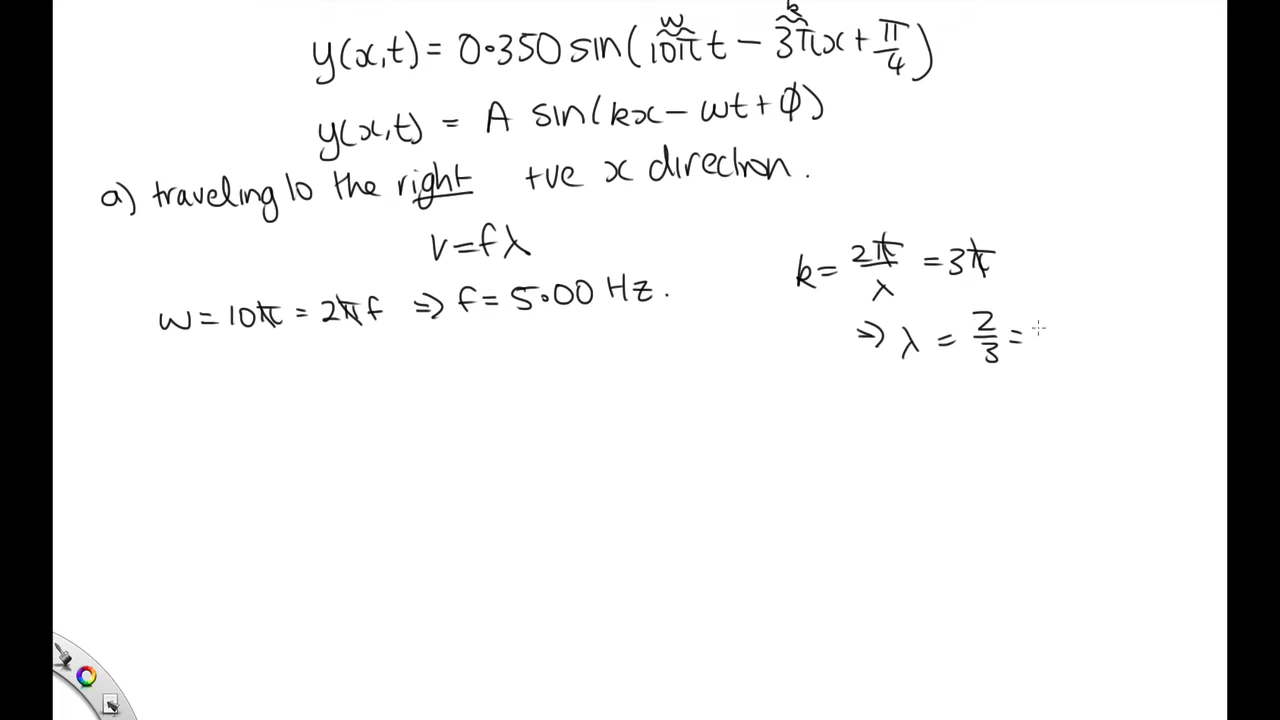 y(x,t) = 0.350 sin(10πt − 3πx + π/4)
w k
y(x,t) = A sin(kx − ωt + φ)
a) traveling to the right +ve x direction.
v = fλ
k = 2π/λ = 3π
ω = 10π = 2πf ⇒ f = 5.00 Hz.
⇒ λ = 2/3 =